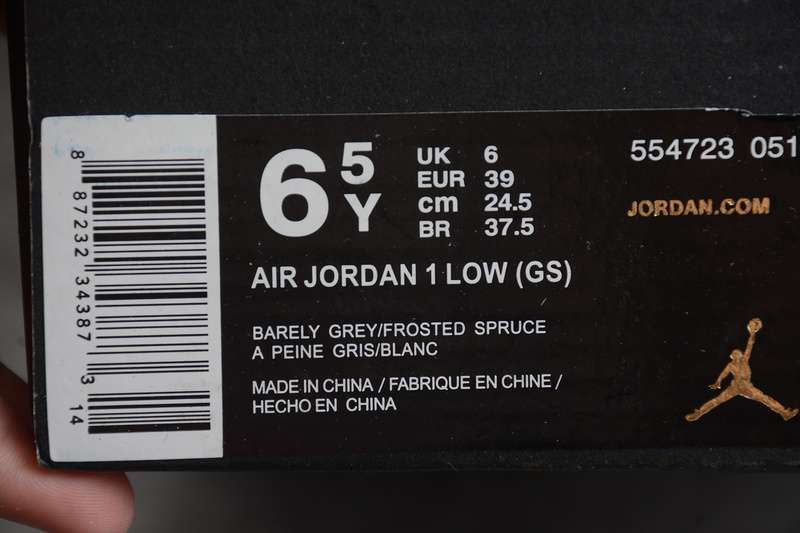 6 5 Y
UK 6
EUR 39
cm 24.5
BR 37.5
554723 051
JORDAN.COM
AIR JORDAN 1 LOW (GS)
BARELY GREY/FROSTED SPRUCE
A PEINE GRIS/BLANC
MADE IN CHINA / FABRIQUE EN CHINE /
HECHO EN CHINA
8 87232 34387 3 14